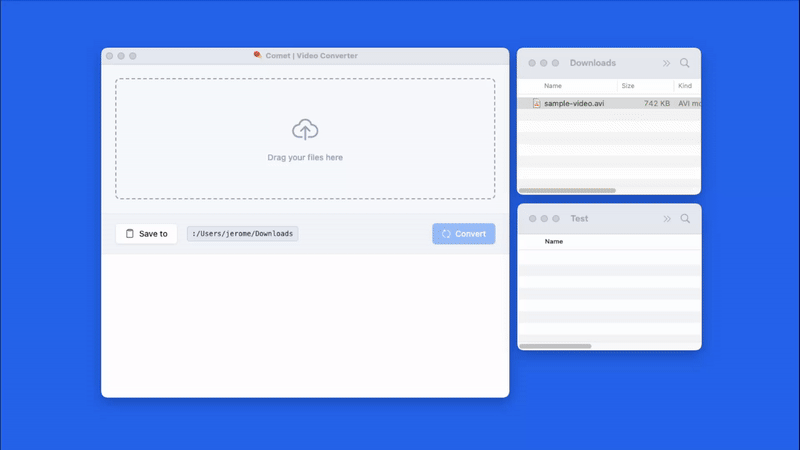 Comet | Video Converter
Drag your files here
Save to
:/Users/jerome/Downloads
Convert
Downloads
Name Size Kind
sample-video.avi 742 KB AVI mo
Test
Name